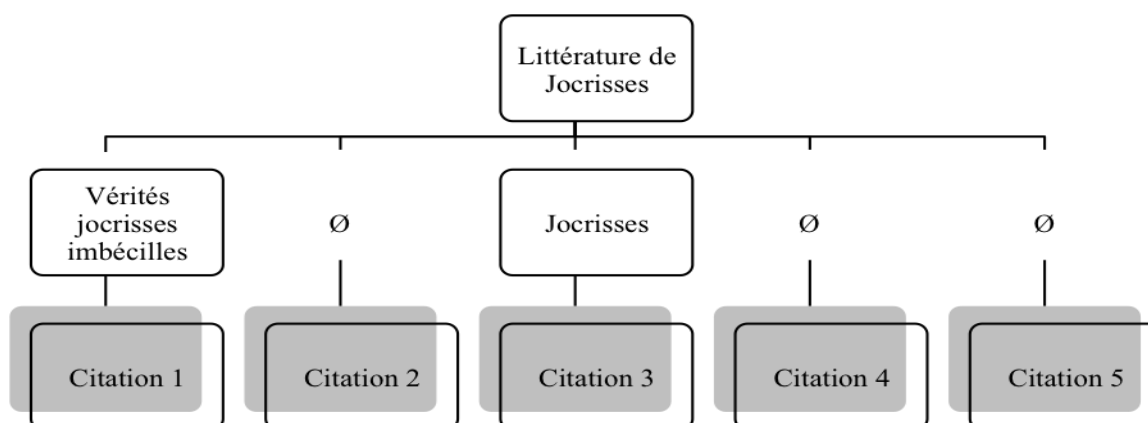 Littérature de
Jocrisses
Vérités
jocrisses
imbécilles
Ø
Jocrisses
Ø
Ø
Citation 1
Citation 2
Citation 3
Citation 4
Citation 5